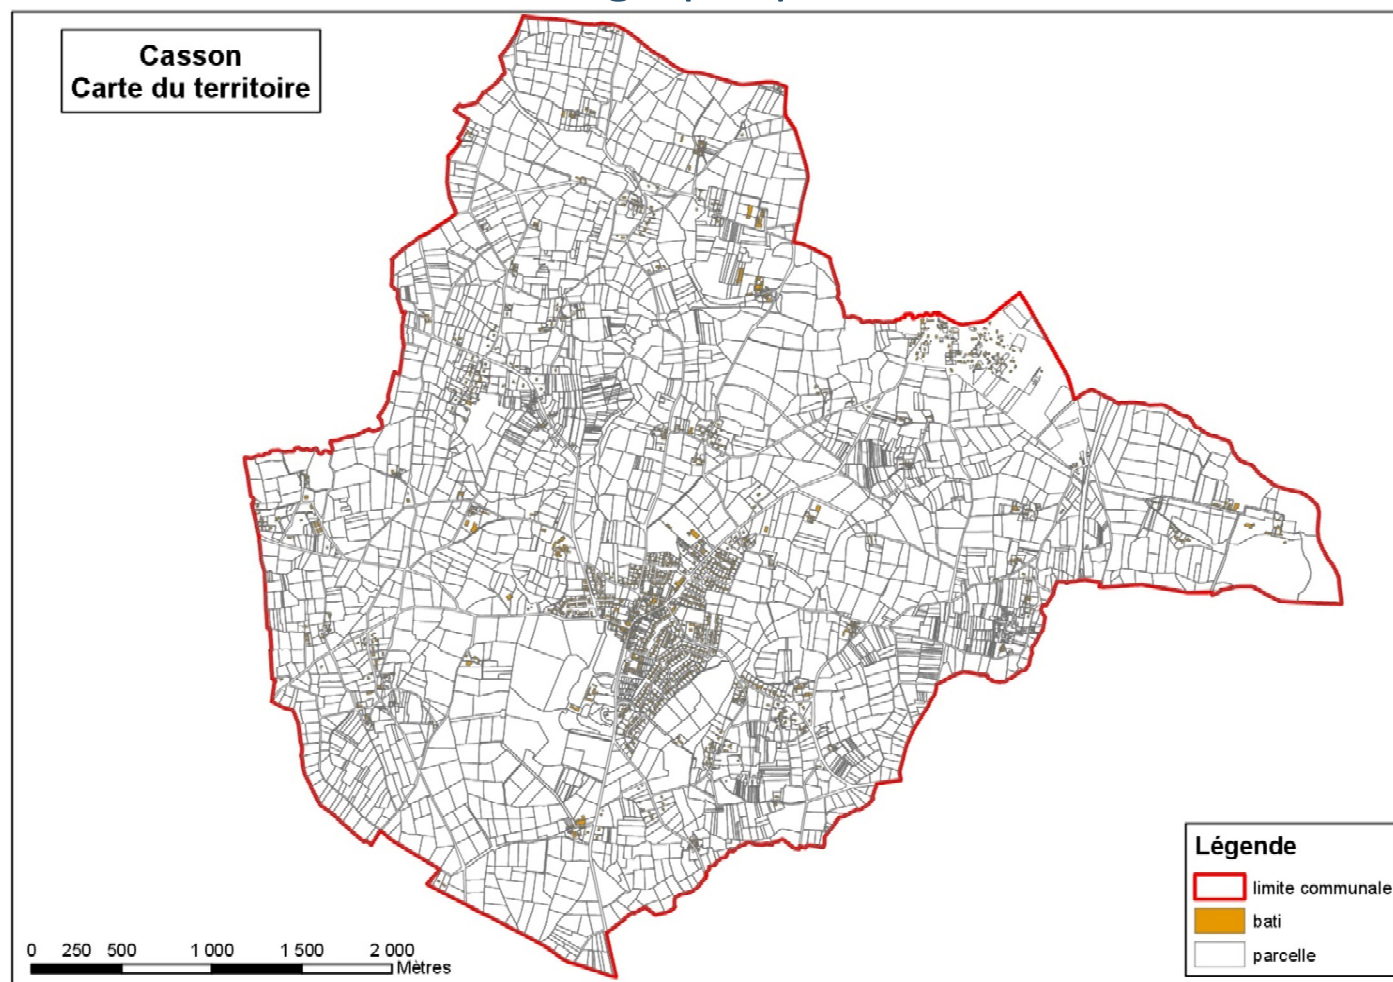 Casson
Carte du territoire
Légende
limite communale
bati
parcelle
0 250 500 1 000 1 500 2 000
Mètres